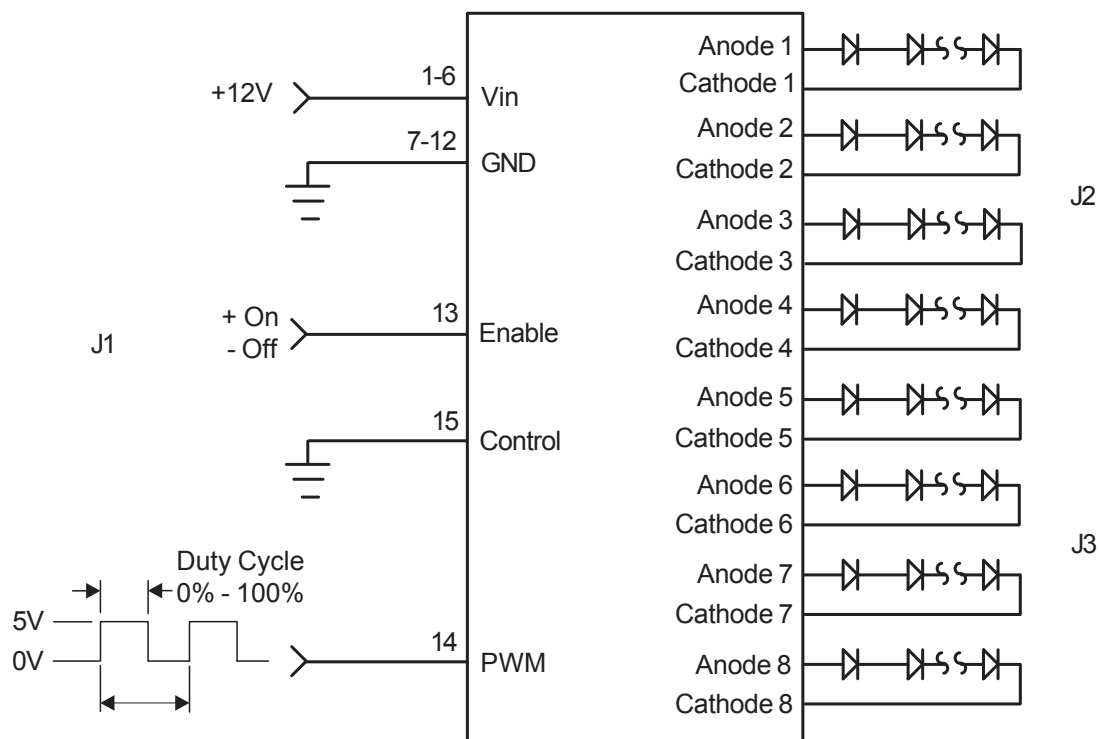 J1
+12V
1-6
Vin
7-12
GND
+ On
- Off
13
Enable
15
Control
Duty Cycle
0% - 100%
5V
0V
14
PWM
Anode 1
Cathode 1
Anode 2
Cathode 2
Anode 3
Cathode 3
Anode 4
Cathode 4
Anode 5
Cathode 5
Anode 6
Cathode 6
Anode 7
Cathode 7
Anode 8
Cathode 8
J2
J3